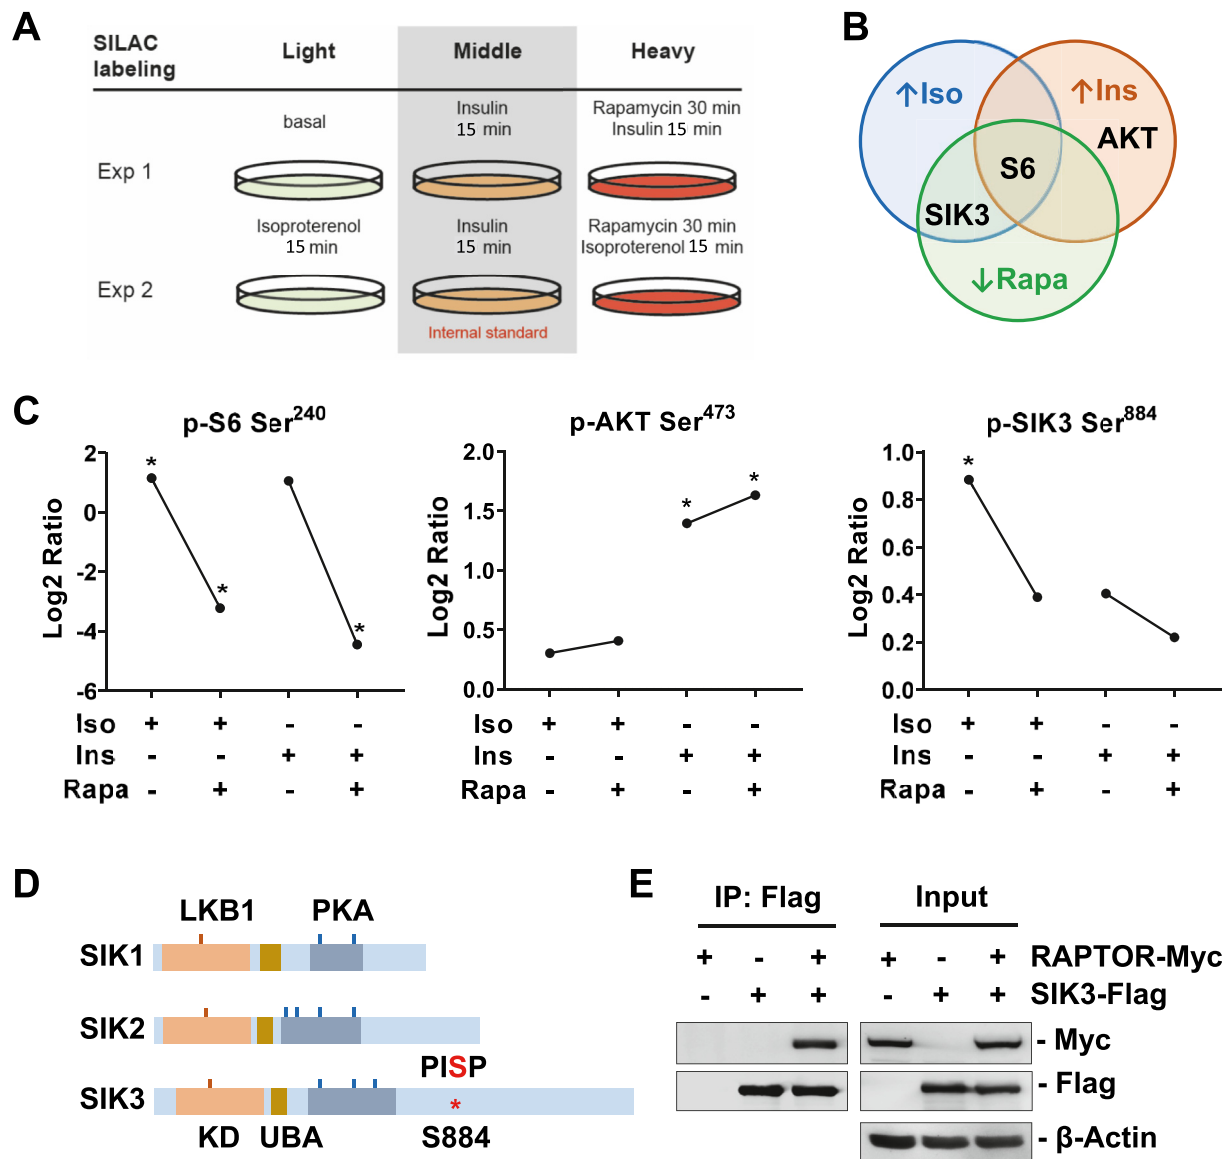 A
SILAC labeling
Light
Middle
Heavy
Exp 1
basal
Insulin
15 min
Rapamycin 30 min
Insulin 15 min
Exp 2
Isoproterenol
15 min
Insulin
15 min
Rapamycin 30 min
Isoproterenol 15 min
Internal standard
B
↑Iso
↑Ins
AKT
S6
SIK3
↓Rapa
C
p-S6 Ser240
Log2 Ratio
2
0
-2
-4
-6
*
*
*
Iso + + - -
Ins - - + +
Rapa - + - +
p-AKT Ser473
Log2 Ratio
2.0
1.5
1.0
0.5
0.0
*
*
Iso + + - -
Ins - - + +
Rapa - + - +
p-SIK3 Ser884
Log2 Ratio
1.0
0.8
0.6
0.4
0.2
0.0
*
Iso + + - -
Ins - - + +
Rapa - + - +
D
LKB1 PKA
SIK1
SIK2
PISP
SIK3
*
KD UBA S884
E
IP: Flag Input
+ - + + - + RAPTOR-Myc
- + + - + + SIK3-Flag
- Myc
- Flag
- β-Actin